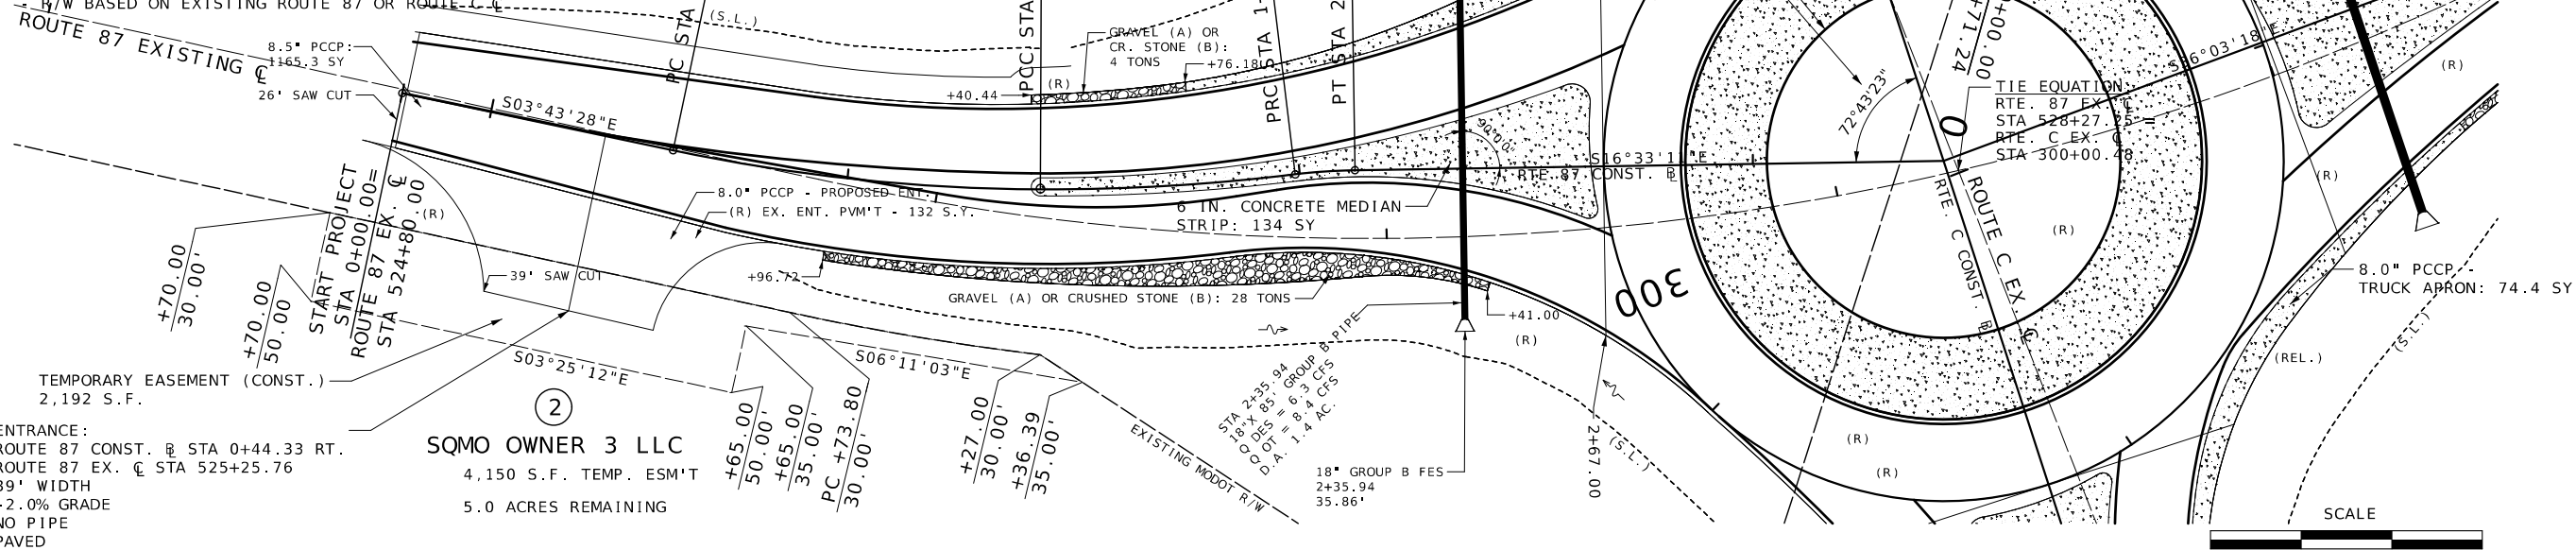 R/W BASED ON EXISTING ROUTE 87 OR ROUTE C ℄
ROUTE 87 EXISTING ℄
8.5" PCCP:
1165.3 SY
26' SAW CUT
S03°43'28"E
PC STA
(S.L.)
PCC STA
GRAVEL (A) OR
CR. STONE (B):
4 TONS
(R)
+40.44
+76.18
PRC STA 1+
PT STA 2
90°00'
S16°33'11"E
RTE 87 CONST. B
72°43'23"
+71.24
0+00.00
0
TIE EQUATION
RTE. 87 EX. ℄
STA 528+27.25 =
RTE. C EX. ℄
STA 300+00.48
S26°03'18"E
(R)
(R)
(R)
RTE. C CONST. B
ROUTE C EX. ℄
8.0" PCCP -
TRUCK APRON: 74.4 SY
(REL.)
(S.L.)
START PROJECT
STA 0+00.00=
ROUTE 87 EX. ℄
STA 524+80.00
(R)
8.0" PCCP - PROPOSED ENT.
(R) EX. ENT. PVM'T - 132 S.Y.
6 IN. CONCRETE MEDIAN
STRIP: 134 SY
39' SAW CUT
+96.72
GRAVEL (A) OR CRUSHED STONE (B): 28 TONS
+41.00
(R)
300
+70.00
30.00'
+70.00
50.00'
S03°25'12"E
S06°11'03"E
TEMPORARY EASEMENT (CONST.)
2,192 S.F.
ENTRANCE:
ROUTE 87 CONST. B STA 0+44.33 RT.
ROUTE 87 EX. ℄ STA 525+25.76
39' WIDTH
-2.0% GRADE
NO PIPE
PAVED
2
SQMO OWNER 3 LLC
4,150 S.F. TEMP. ESM'T
5.0 ACRES REMAINING
+65.00
50.00'
+65.00
35.00'
PC +73.80
30.00'
+27.00
30.00'
+36.39
35.00'
EXISTING MODOT R/W
STA 2+35.94
18"X 85' GROUP B PIPE
Q DES = 6.3 CFS
Q OT = 8.4 CFS
D.A. 1.4 AC.
18" GROUP B FES
2+35.94
35.86'
2+67.00
(S.L.)
(R)
(R)
SCALE